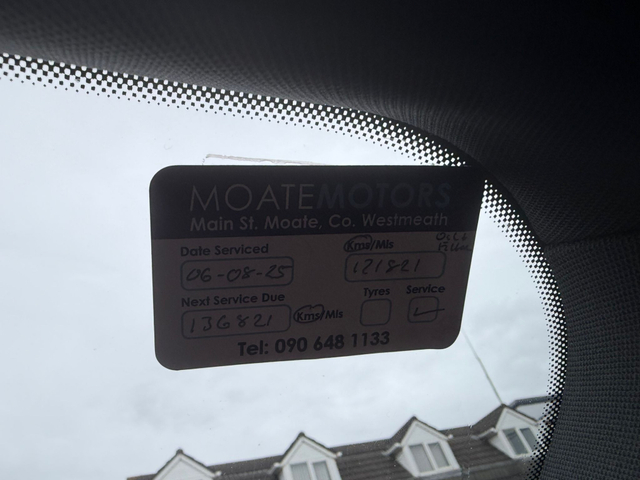 MOATEMOTORS
Main St. Moate, Co. Westmeath
Date Serviced Kms/Mls
06-08-25 121821
Next Service Due Tyres Service
136821 Kms/Mls
Tel: 090 648 1133